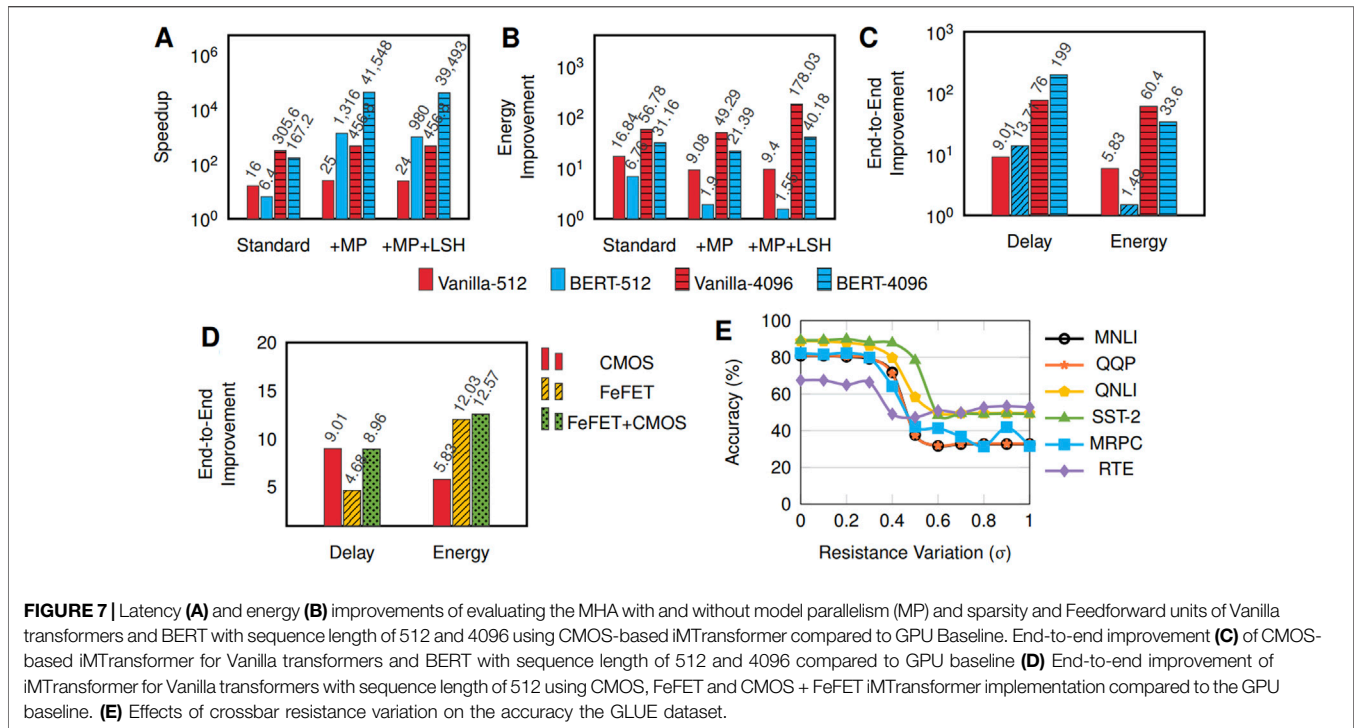 A
Speedup
10^6
10^4
10^2
10^0
16
6.4
305.6
167.2
25
1,316
456.8
41,548
24
980
456.8
39,493
Standard +MP +MP+LSH
B
Energy
Improvement
10^3
10^2
10^1
10^0
16.84
56.78
31.16
9.08
1.9
49.29
21.39
9.4
1.55
178.03
40.18
Standard +MP +MP+LSH
C
End-to-End
Improvement
10^3
10^2
10^1
10^0
9.01
76
199
5.83
1.49
60.4
33.6
Delay Energy
Vanilla-512 BERT-512 Vanilla-4096 BERT-4096
D
End-to-End
Improvement
20
15
10
5
9.01
4.68
8.96
5.83
12.03
12.57
Delay Energy
CMOS
FeFET
FeFET+CMOS
E
Accuracy (%)
100
80
60
40
20
0
0 0.2 0.4 0.6 0.8 1
Resistance Variation (σ)
MNLI
QQP
QNLI
SST-2
MRPC
RTE
FIGURE 7 | Latency (A) and energy (B) improvements of evaluating the MHA with and without model parallelism (MP) and sparsity and Feedforward units of Vanilla
transformers and BERT with sequence length of 512 and 4096 using CMOS-based iMTransformer compared to GPU Baseline. End-to-end improvement (C) of CMOS-
based iMTransformer for Vanilla transformers and BERT with sequence length of 512 and 4096 compared to GPU baseline (D) End-to-end improvement of
iMTransformer for Vanilla transformers with sequence length of 512 using CMOS, FeFET and CMOS + FeFET iMTransformer implementation compared to the GPU
baseline. (E) Effects of crossbar resistance variation on the accuracy the GLUE dataset.